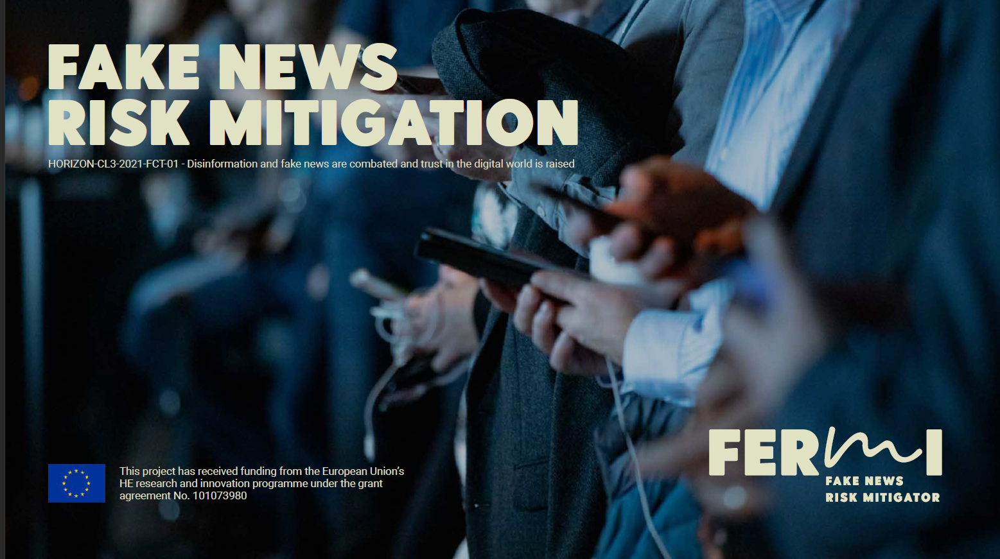 FAKE NEWS
RISK MITIGATION
HORIZON-CL3-2021-FCT-01 - Disinformation and fake news are combated and trust in the digital world is raised
This project has received funding from the European Union’s
HE research and innovation programme under the grant
agreement No. 101073980
FERMI
FAKE NEWS
RISK MITIGATOR